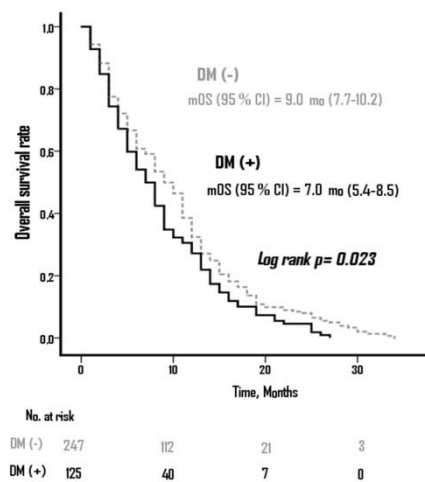 1.0
DM (-)
mOS (95 % CI) = 9.0 mo (7.7-10.2)
0.8
0.6
DM (+)
mOS (95 % CI) = 7.0 mo (5.4-8.5)
0.4
Log rank p= 0.023
0.2
0.0
Overall survival rate
0 10 20 30
Time, Months
No. at risk
DM (-) 247 112 21 3
DM (+) 125 40 7 0